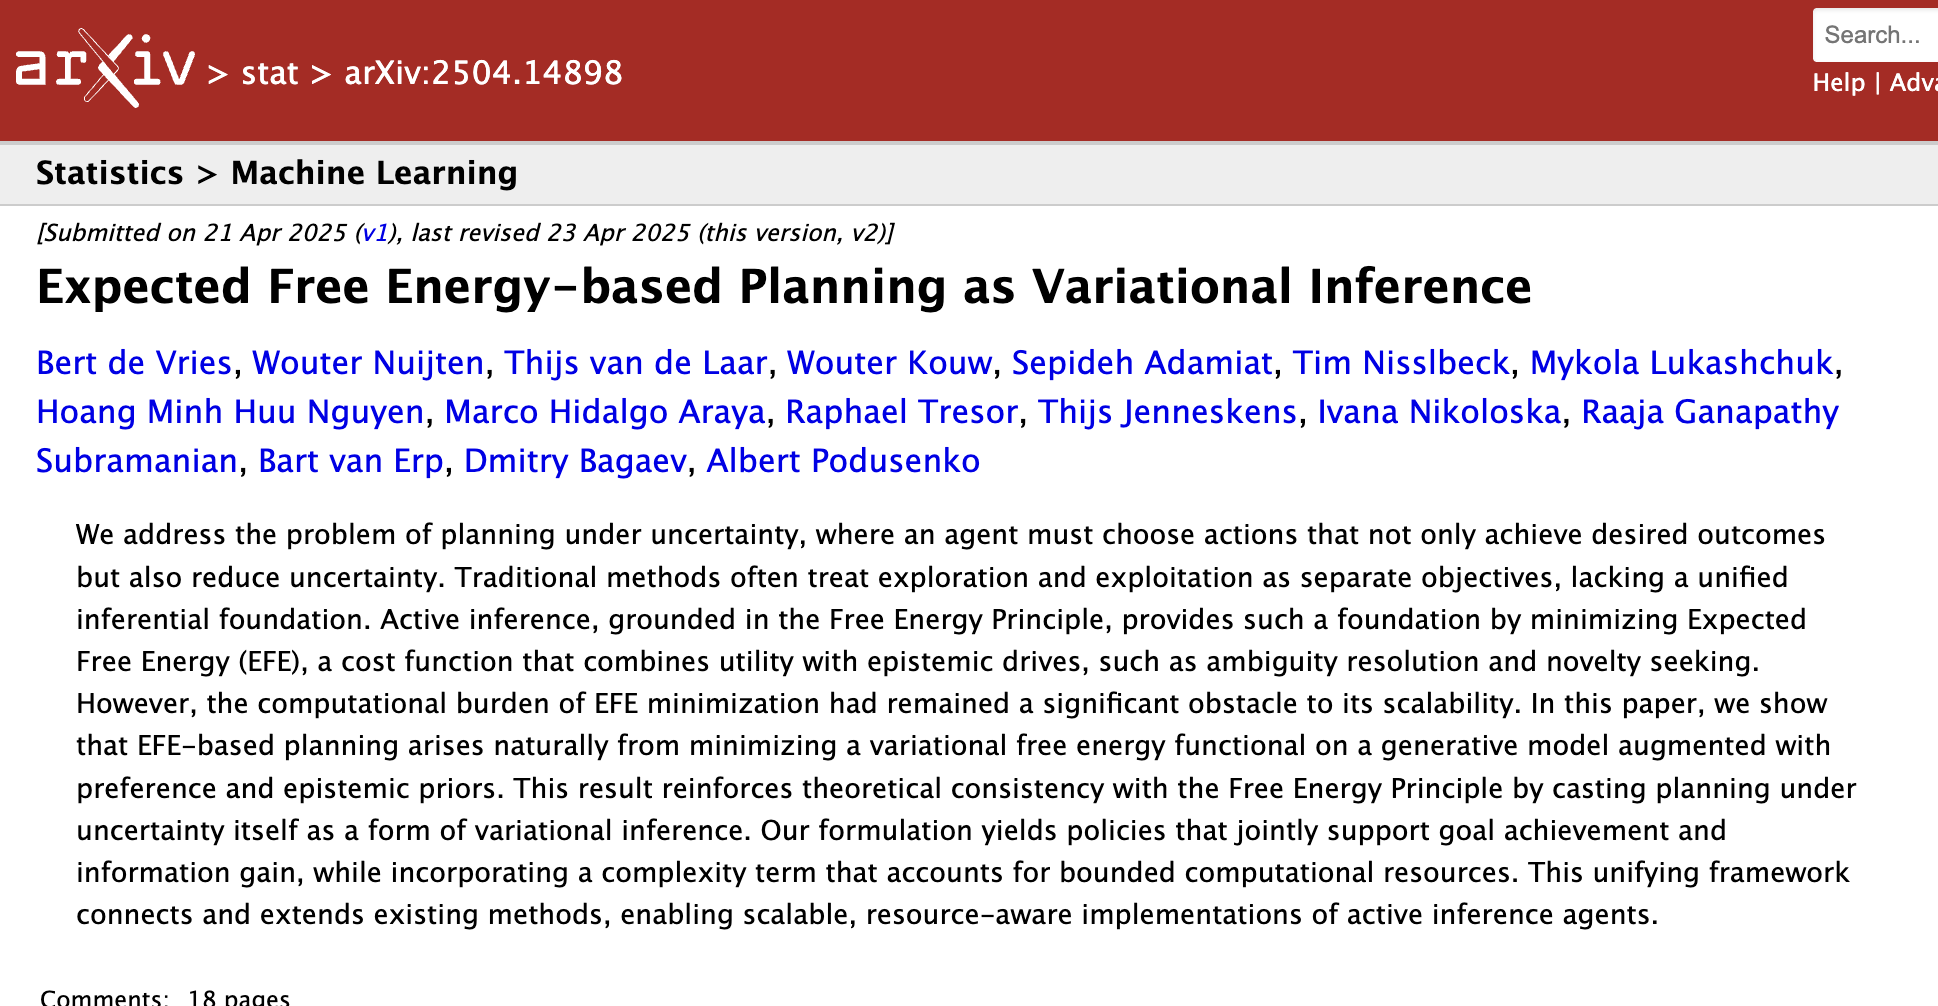 arXiv > stat > arXiv:2504.14898
Search...
Help | Adva
Statistics > Machine Learning
[Submitted on 21 Apr 2025 (v1), last revised 23 Apr 2025 (this version, v2)]
Expected Free Energy-based Planning as Variational Inference
Bert de Vries, Wouter Nuijten, Thijs van de Laar, Wouter Kouw, Sepideh Adamiat, Tim Nisslbeck, Mykola Lukashchuk,
Hoang Minh Huu Nguyen, Marco Hidalgo Araya, Raphael Tresor, Thijs Jenneskens, Ivana Nikoloska, Raaja Ganapathy
Subramanian, Bart van Erp, Dmitry Bagaev, Albert Podusenko
We address the problem of planning under uncertainty, where an agent must choose actions that not only achieve desired outcomes
but also reduce uncertainty. Traditional methods often treat exploration and exploitation as separate objectives, lacking a unified
inferential foundation. Active inference, grounded in the Free Energy Principle, provides such a foundation by minimizing Expected
Free Energy (EFE), a cost function that combines utility with epistemic drives, such as ambiguity resolution and novelty seeking.
However, the computational burden of EFE minimization had remained a significant obstacle to its scalability. In this paper, we show
that EFE-based planning arises naturally from minimizing a variational free energy functional on a generative model augmented with
preference and epistemic priors. This result reinforces theoretical consistency with the Free Energy Principle by casting planning under
uncertainty itself as a form of variational inference. Our formulation yields policies that jointly support goal achievement and
information gain, while incorporating a complexity term that accounts for bounded computational resources. This unifying framework
connects and extends existing methods, enabling scalable, resource-aware implementations of active inference agents.
Comments: 18 pages